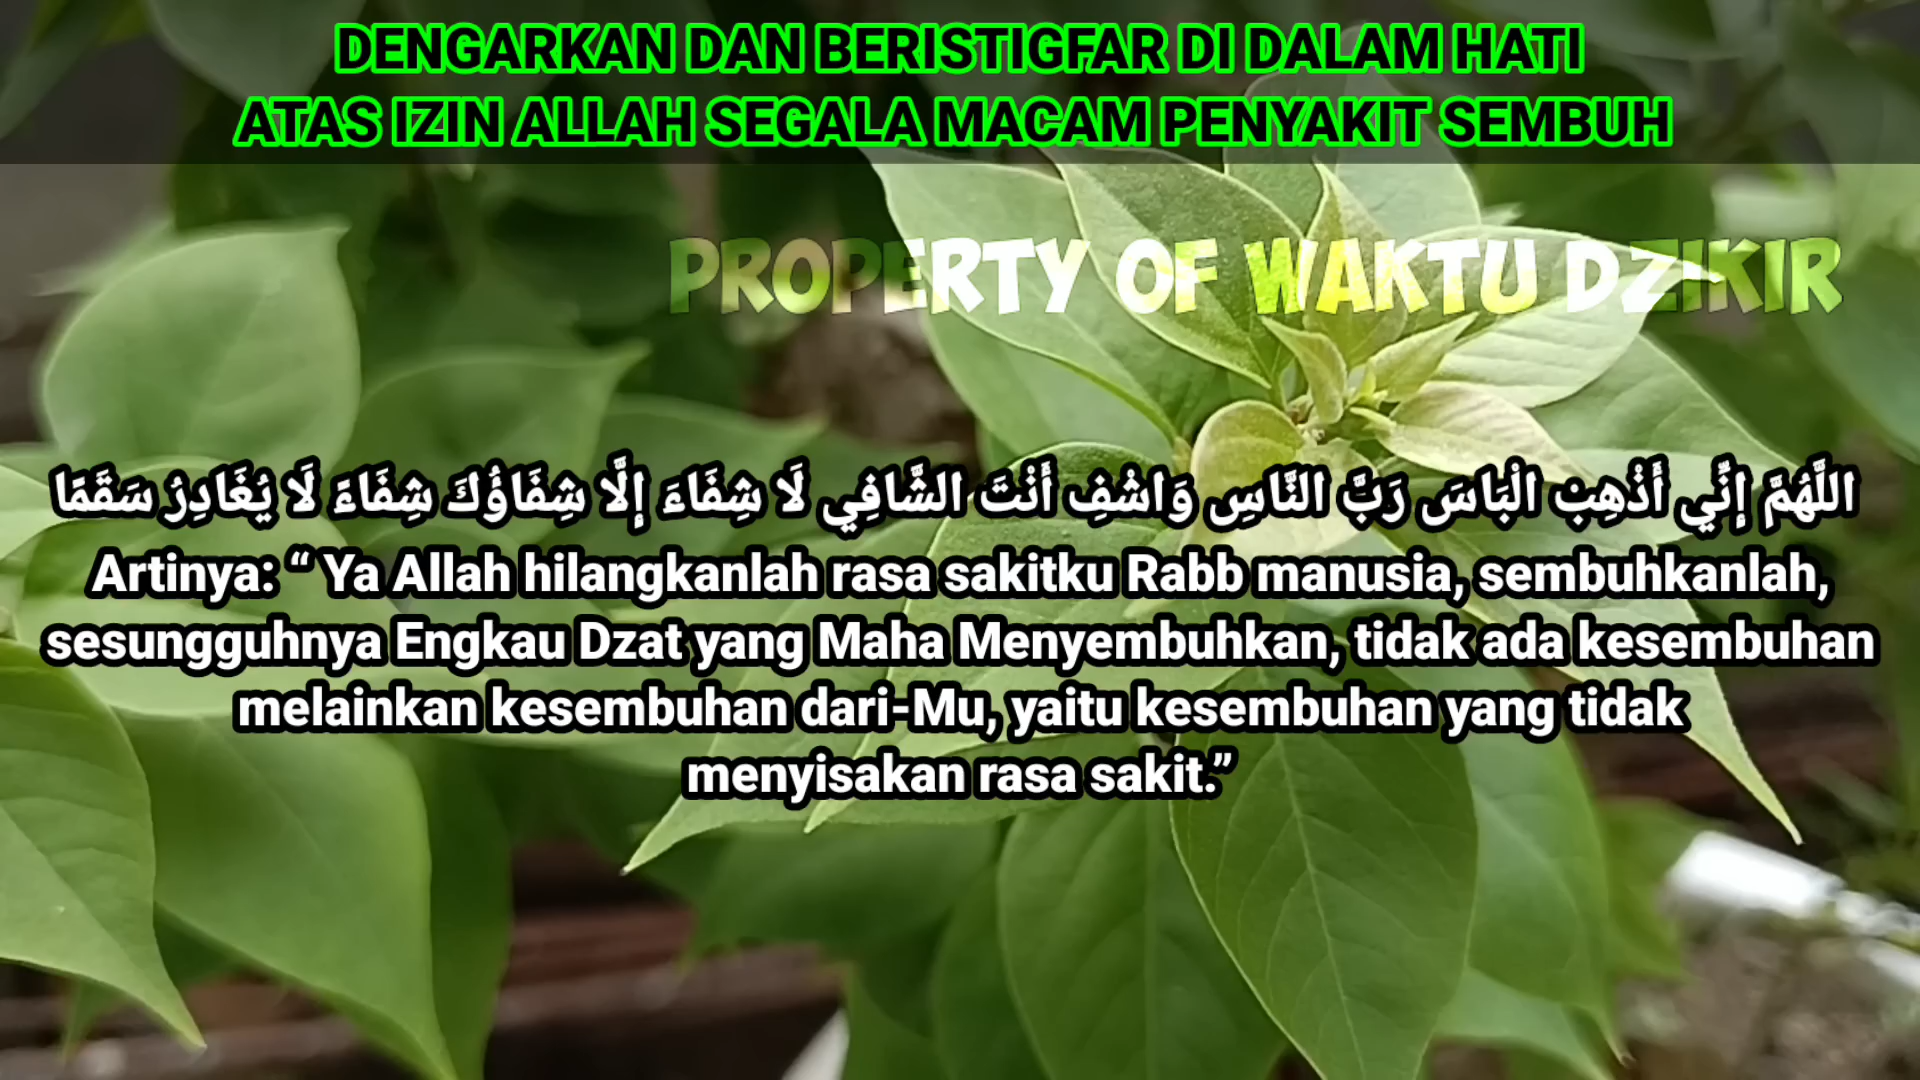 DENGARKAN DAN BERISTIGFAR DI DALAM HATI
ATAS IZIN ALLAH SEGALA MACAM PENYAKIT SEMBUH
PROPERTY OF WAKTU DZIKIR
اللَّهُمَّ إِنِّي أَذْهِبْ الْبَاسَ رَبَّ النَّاسِ وَاشْفِ أَنْتَ الشَّافِي لَا شِفَاءَ إِلَّا شِفَاؤُكَ شِفَاءً لَا يُغَادِرُ سَقَمًا
Artinya: “ Ya Allah hilangkanlah rasa sakitku Rabb manusia, sembuhkanlah,
sesungguhnya Engkau Dzat yang Maha Menyembuhkan, tidak ada kesembuhan
melainkan kesembuhan dari-Mu, yaitu kesembuhan yang tidak
menyisakan rasa sakit.”